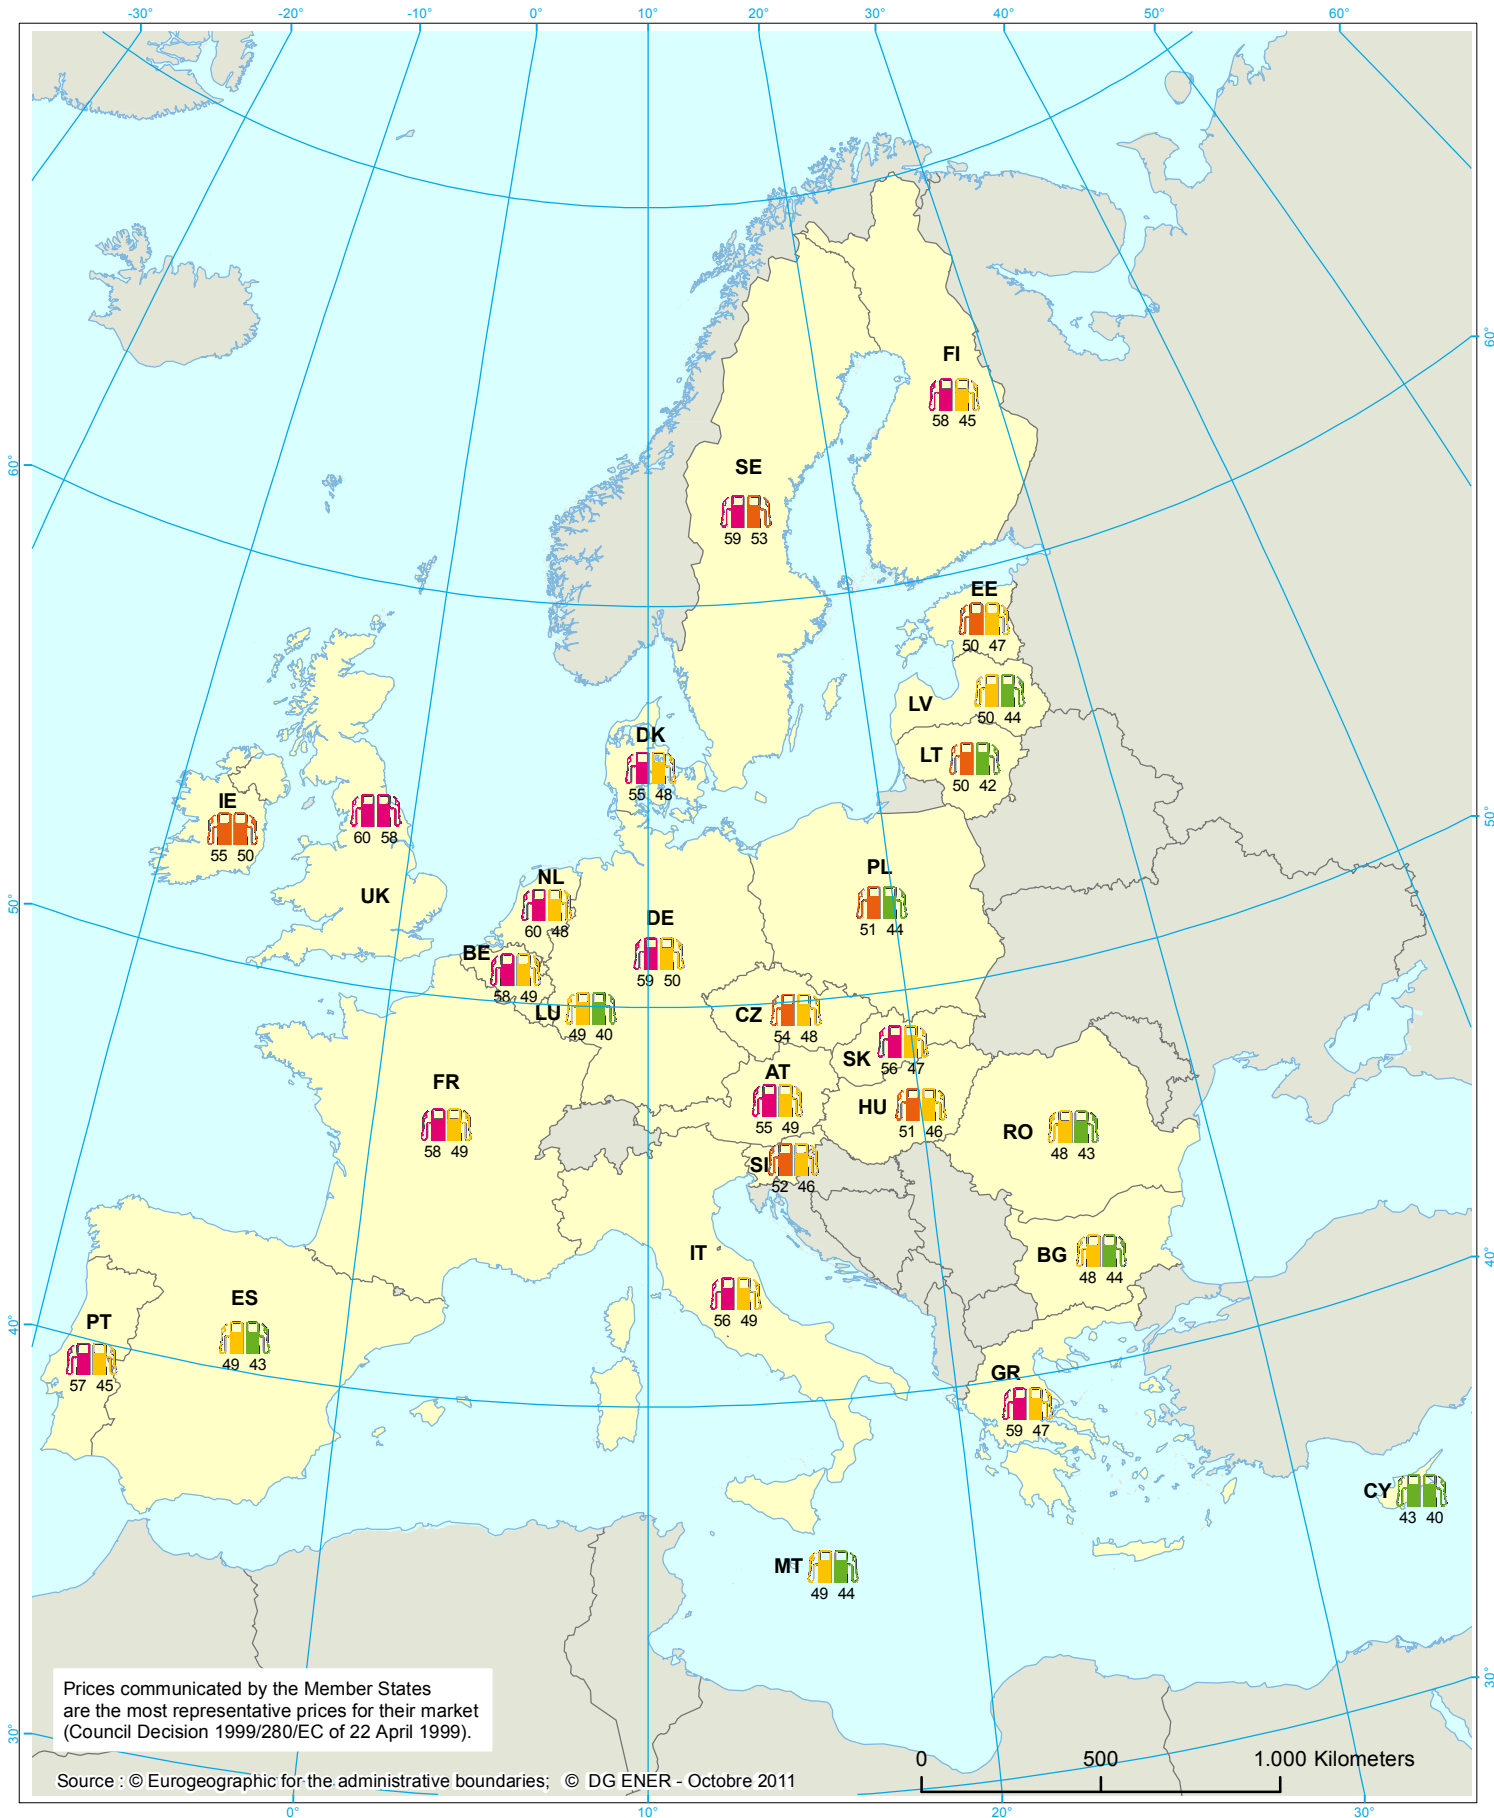 -30° -20° -10° 0° 10° 20° 30° 40° 50° 60°
FI
58 45
60°
SE
59 53
60°
EE
50 47
LV
50 44
DK
55 48
LT
50 42
IE
55 50
60 58
UK
50°
PL
51 44
NL
60 48
50°
DE
59 50
BE
58 49
LU
49 40
CZ
54 48
SK
56 47
AT
55 49
HU
51 46
FR
58 49
RO
48 43
SI
52 46
IT
56 49
BG
48 44
40°
ES
49 43
PT
57 45
40°
GR
59 47
CY
43 40
MT
49 44
30°
Prices communicated by the Member States
are the most representative prices for their market
(Council Decision 1999/280/EC of 22 April 1999).
30°
0 500 1.000 Kilometers
Source : © Eurogeographic for the administrative boundaries; © DG ENER - Octobre 2011
0° 10° 20° 30°